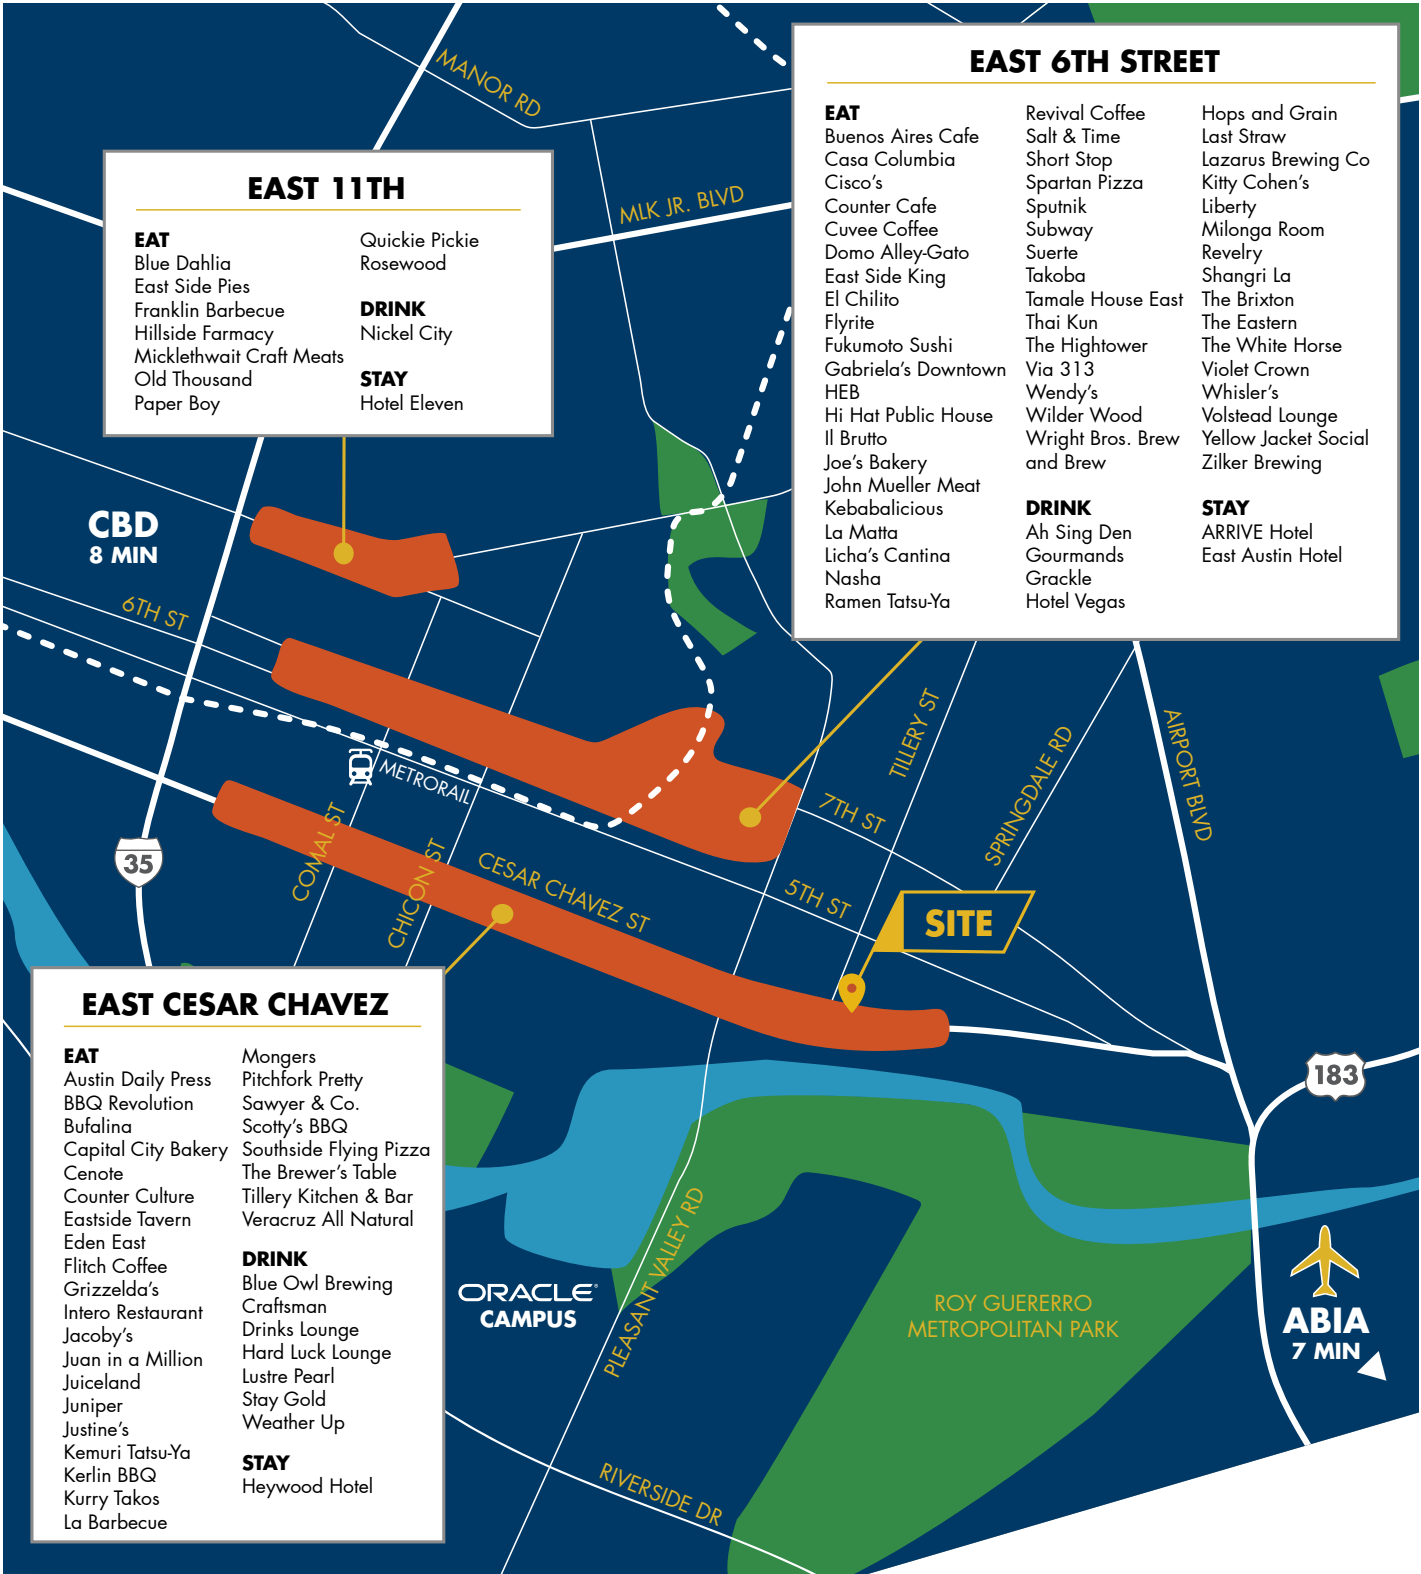 MANOR RD
MLK JR. BLVD
EAST 11TH
EAT
Blue Dahlia
East Side Pies
Franklin Barbecue
Hillside Farmacy
Micklethwait Craft Meats
Old Thousand
Paper Boy
Quickie Pickie
Rosewood
DRINK
Nickel City
STAY
Hotel Eleven
EAST 6TH STREET
EAT
Buenos Aires Cafe
Casa Columbia
Cisco's
Counter Cafe
Cuvee Coffee
Domo Alley-Gato
East Side King
El Chilito
Flyrite
Fukumoto Sushi
Gabriela's Downtown
HEB
Hi Hat Public House
Il Brutto
Joe's Bakery
John Mueller Meat
Kebabalicious
La Matta
Licha's Cantina
Nasha
Ramen Tatsu-Ya
Revival Coffee
Salt & Time
Short Stop
Spartan Pizza
Sputnik
Subway
Suerte
Takoba
Tamale House East
Thai Kun
The Hightower
Via 313
Wendy's
Wilder Wood
Wright Bros. Brew
and Brew
DRINK
Ah Sing Den
Gourmands
Grackle
Hotel Vegas
Hops and Grain
Last Straw
Lazarus Brewing Co
Kitty Cohen's
Liberty
Milonga Room
Revelry
Shangri La
The Brixton
The Eastern
The White Horse
Violet Crown
Whisler's
Volstead Lounge
Yellow Jacket Social
Zilker Brewing
STAY
ARRIVE Hotel
East Austin Hotel
CBD
8 MIN
6TH ST
METRORAIL
35
COMAL ST
CHICON ST
CESAR CHAVEZ ST
7TH ST
5TH ST
TILLERY ST
SPRINGDALE RD
AIRPORT BLVD
SITE
183
EAST CESAR CHAVEZ
EAT
Austin Daily Press
BBQ Revolution
Bufalina
Capital City Bakery
Cenote
Counter Culture
Eastside Tavern
Eden East
Flitch Coffee
Grizzelda's
Intero Restaurant
Jacoby's
Juan in a Million
Juiceland
Juniper
Justine's
Kemuri Tatsu-Ya
Kerlin BBQ
Kurry Takos
La Barbecue
Mongers
Pitchfork Pretty
Sawyer & Co.
Scotty's BBQ
Southside Flying Pizza
The Brewer's Table
Tillery Kitchen & Bar
Veracruz All Natural
DRINK
Blue Owl Brewing
Craftsman
Drinks Lounge
Hard Luck Lounge
Lustre Pearl
Stay Gold
Weather Up
STAY
Heywood Hotel
ORACLE®
CAMPUS
PLEASANT VALLEY RD
ROY GUERERRO
METROPOLITAN PARK
ABIA
7 MIN
RIVERSIDE DR